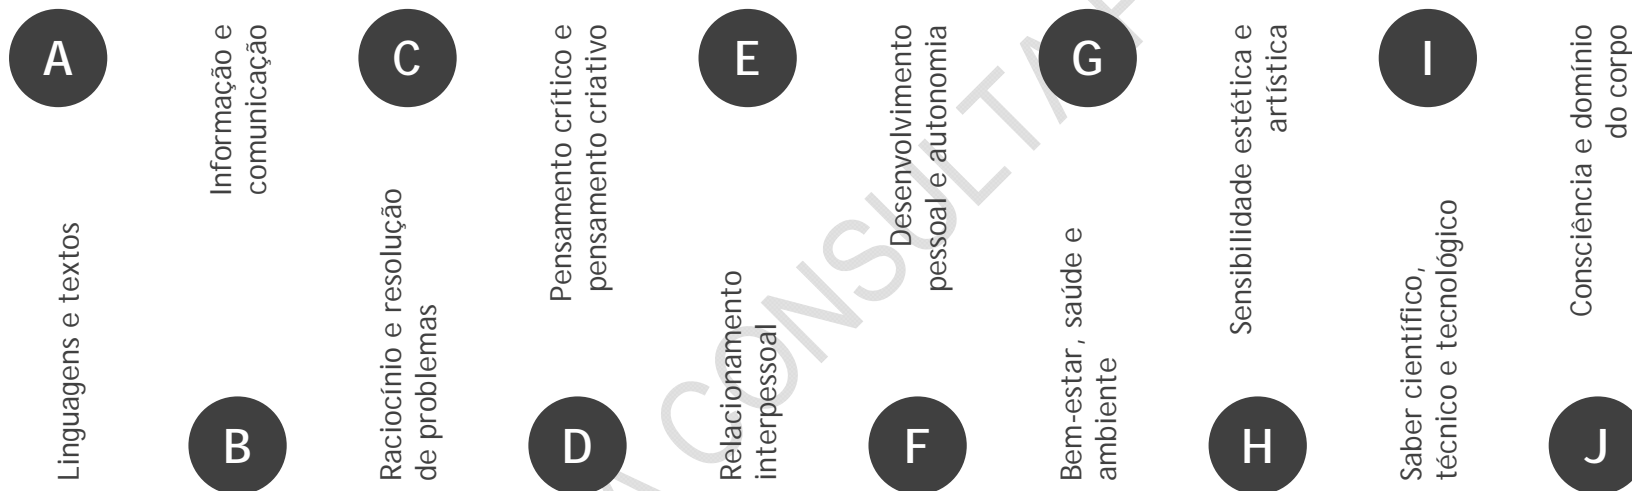 A
Linguagens e textos
Informação e
comunicação
B
C
Raciocínio e resolução
de problemas
Pensamento crítico e
pensamento criativo
D
E
Relacionamento
interpessoal
Desenvolvimento
pessoal e autonomia
F
G
Bem-estar, saúde e
ambiente
Sensibilidade estética e
artística
H
I
Saber científico,
técnico e tecnológico
Consciência e domínio
do corpo
J
CONSULTA